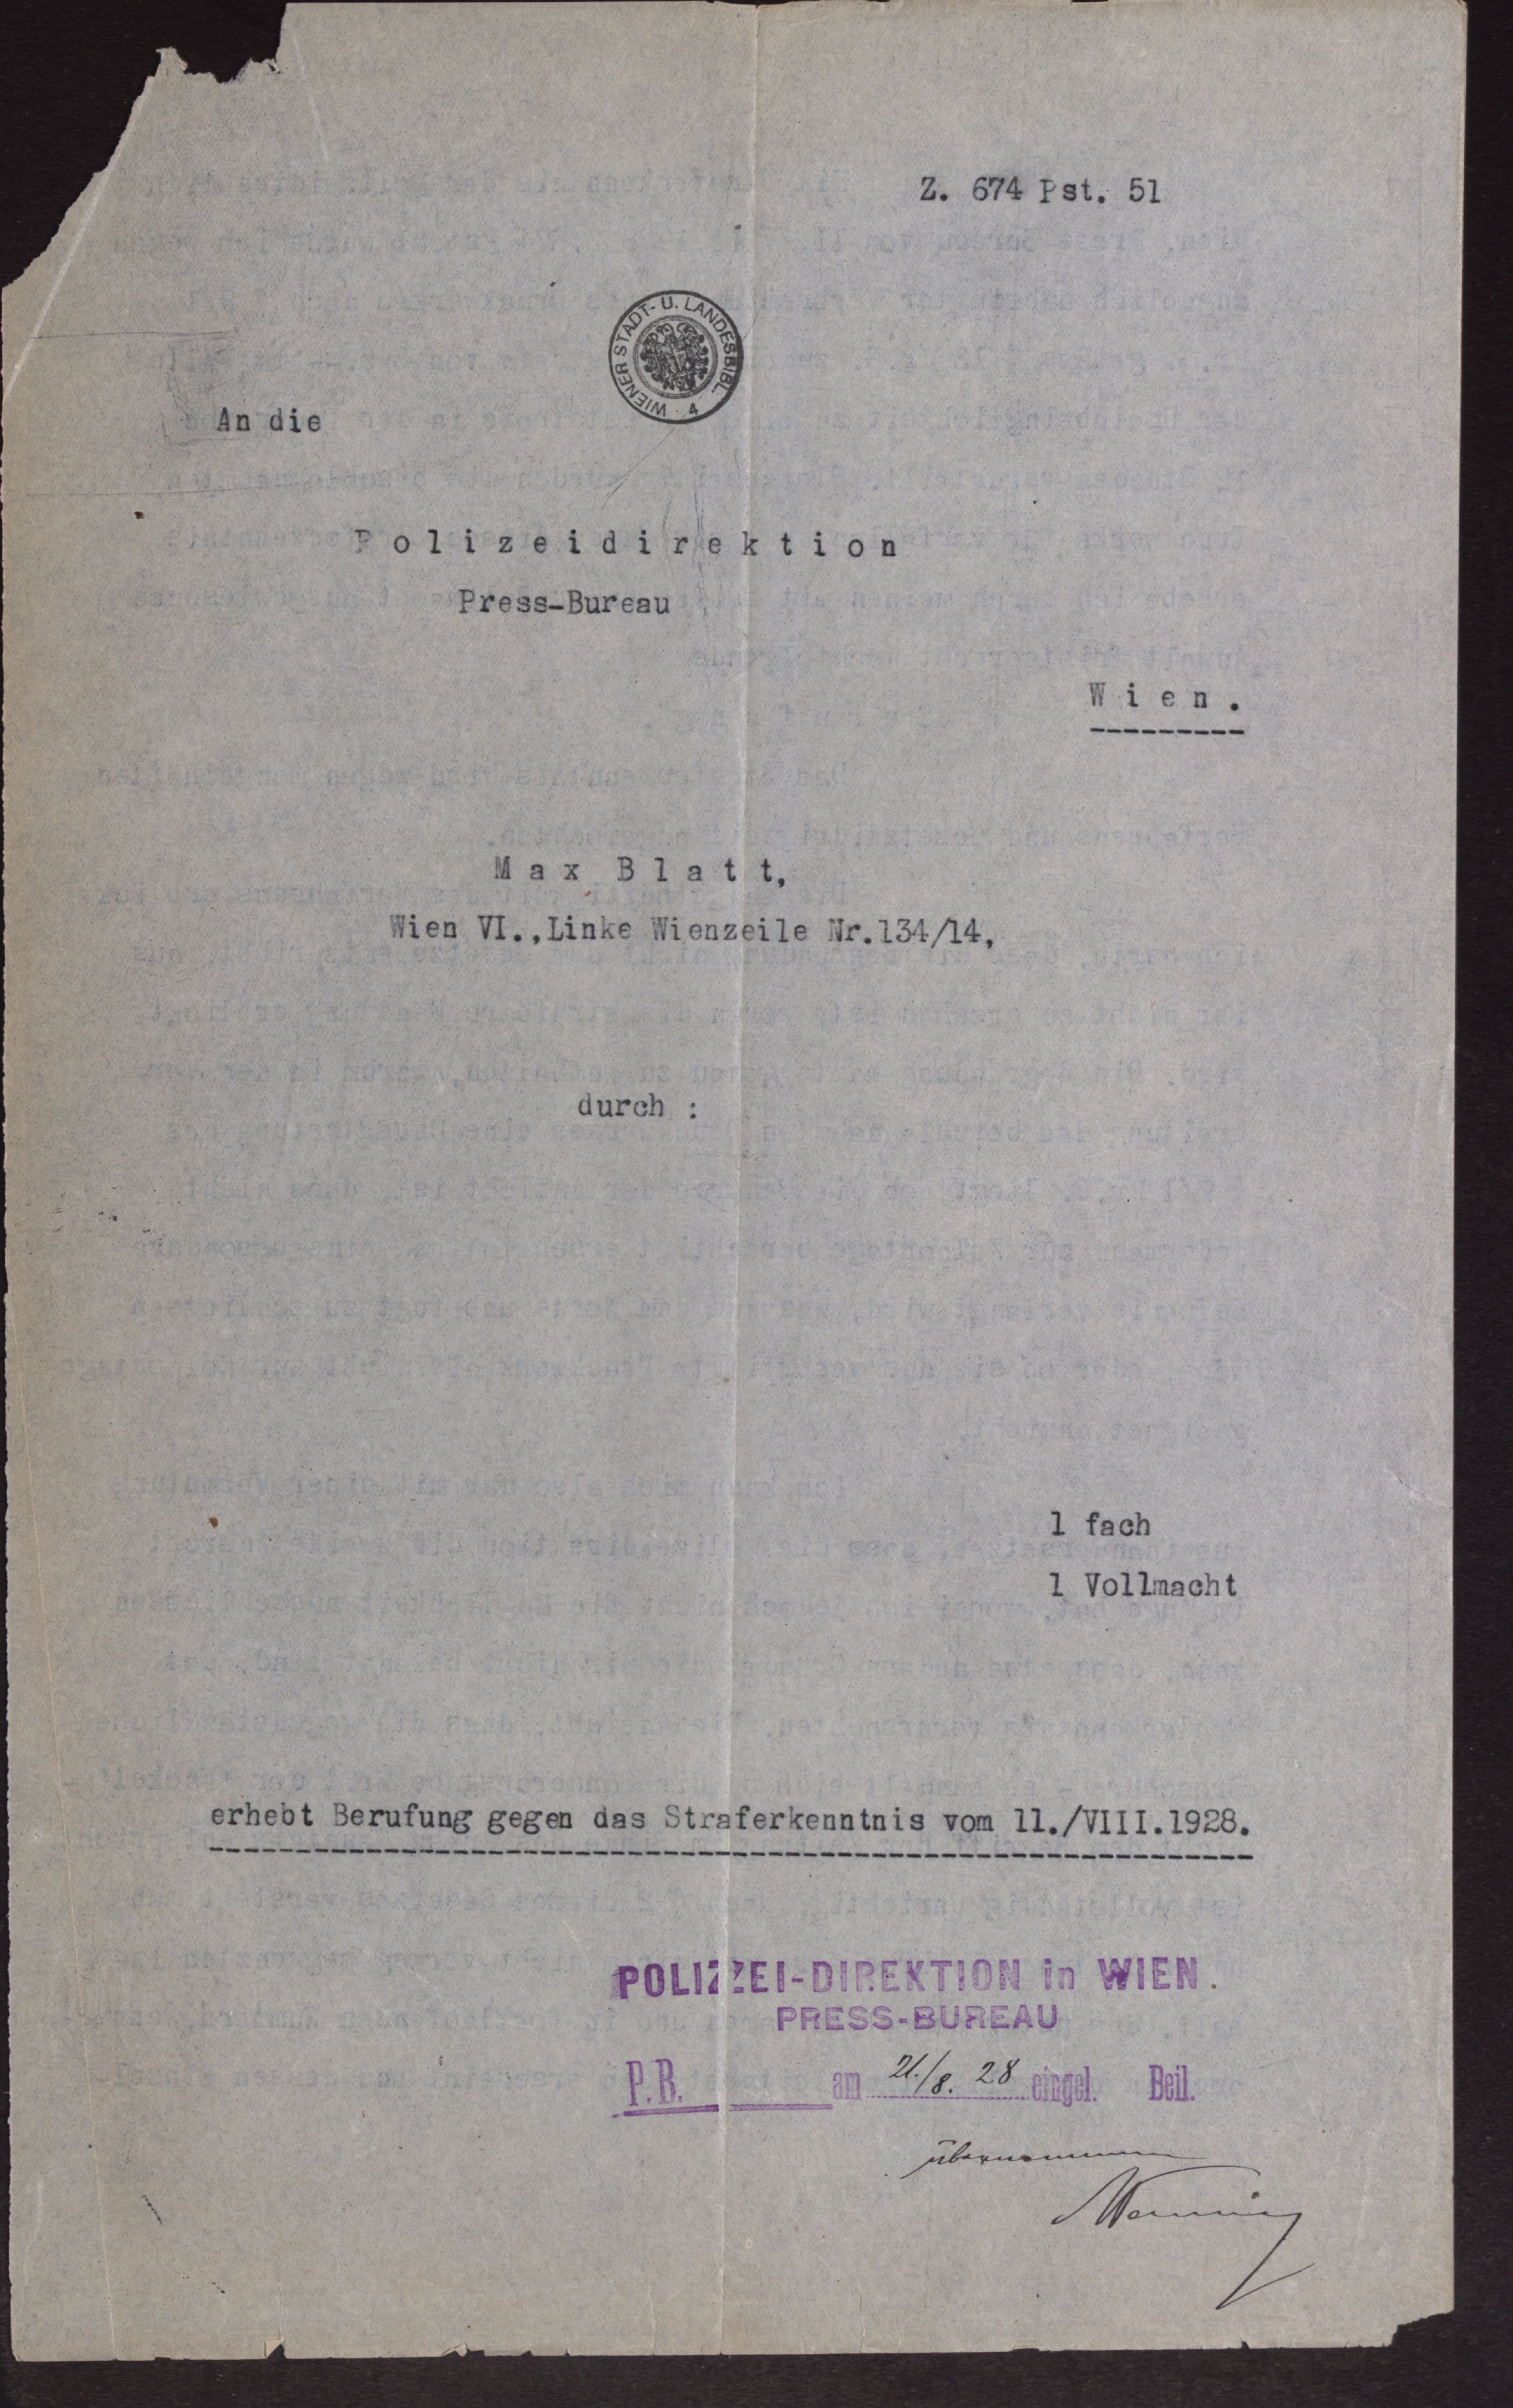 Z. 674 Pst. 51
WIENER STADT- U. LANDESBIBL. 4
An die
Polizeidirektion
Press-Bureau
Wien.
Max Blatt,
Wien VI.,Linke Wienzeile Nr.134/14,
durch :
1 fach
1 Vollmacht
erhebt Berufung gegen das Straferkenntnis vom 11./VIII.1928.
POLIZEI-DIREKTION in WIEN.
PRESS-BUREAU
P.B. am 21./8. 28 eingel. Beil.
übernommen